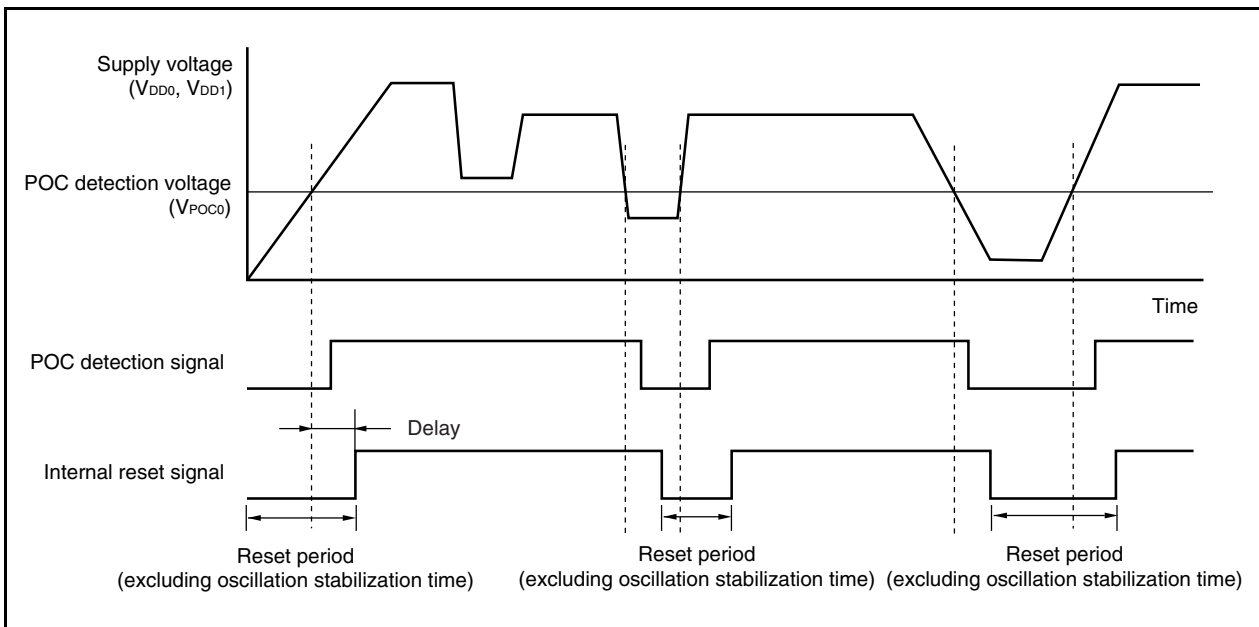 Supply voltage
(VDD0, VDD1)
POC detection voltage
(VPOC0)
Time
POC detection signal
Delay
Internal reset signal
Reset period
(excluding oscillation stabilization time)
Reset period
(excluding oscillation stabilization time)
Reset period
(excluding oscillation stabilization time)